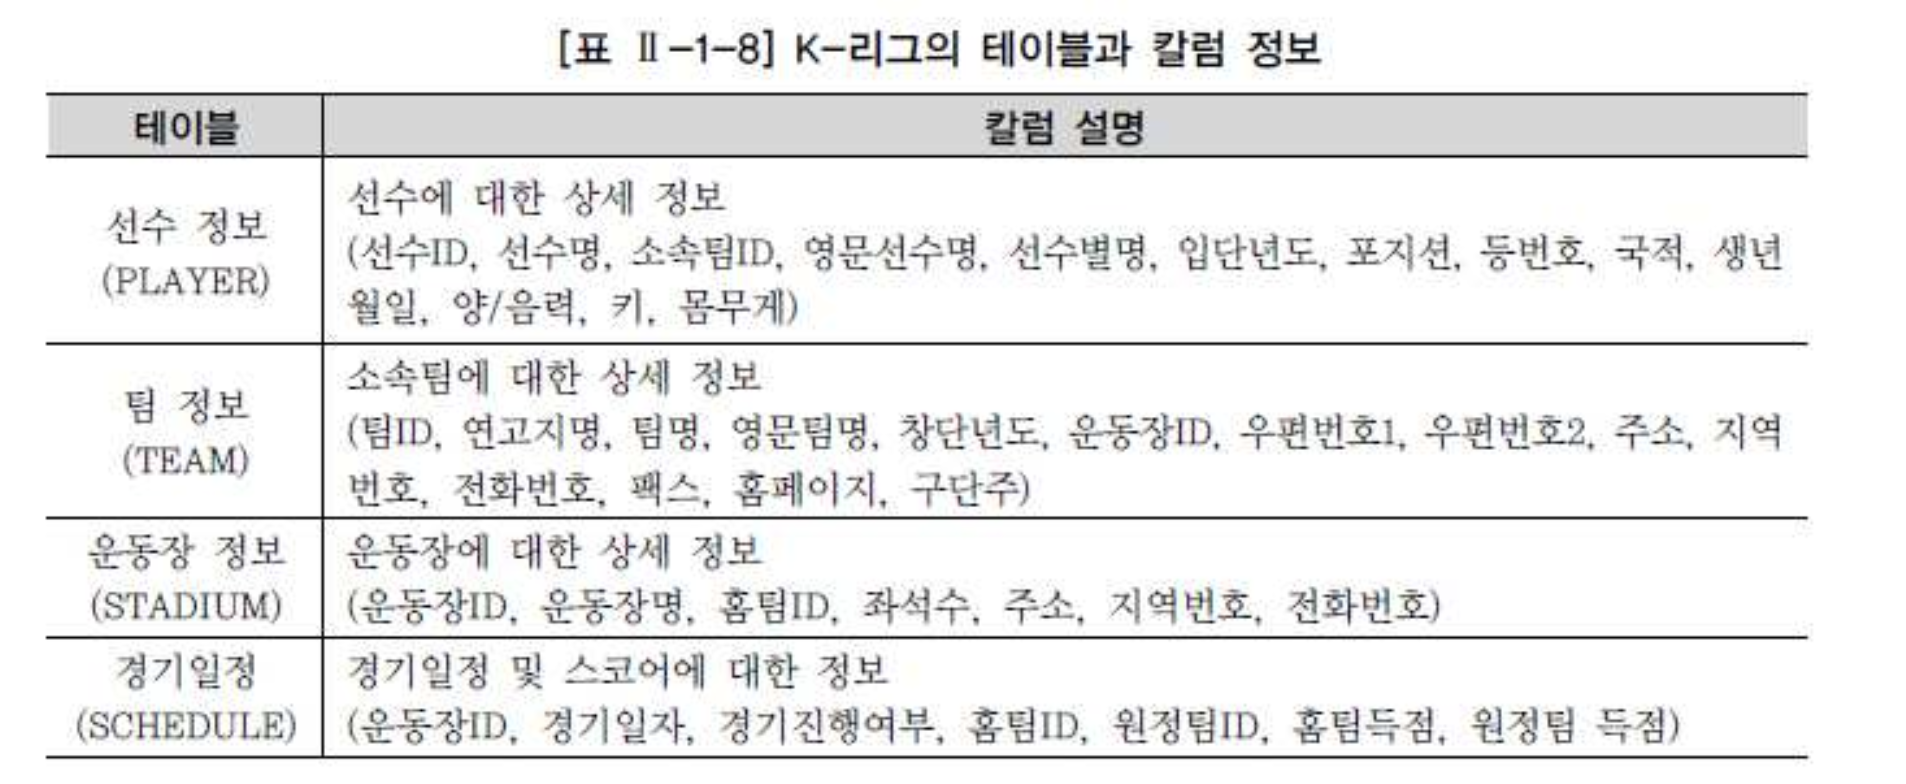 [표 Ⅱ-1-8] K-리그의 테이블과 칼럼 정보
테이블
칼럼 설명
선수 정보
(PLAYER)
선수에 대한 상세 정보
(선수ID, 선수명, 소속팀ID, 영문선수명, 선수별명, 입단년도, 포지션, 등번호, 국적, 생년
월일, 양/음력, 키, 몸무게)
팀 정보
(TEAM)
소속팀에 대한 상세 정보
(팀ID, 연고지명, 팀명, 영문팀명, 창단년도, 운동장ID, 우편번호1, 우편번호2, 주소, 지역
번호, 전화번호, 팩스, 홈페이지, 구단주)
운동장 정보
(STADIUM)
운동장에 대한 상세 정보
(운동장ID, 운동장명, 홈팀ID, 좌석수, 주소, 지역번호, 전화번호)
경기일정
(SCHEDULE)
경기일정 및 스코어에 대한 정보
(운동장ID, 경기일자, 경기진행여부, 홈팀ID, 원정팀ID, 홈팀득점, 원정팀 득점)